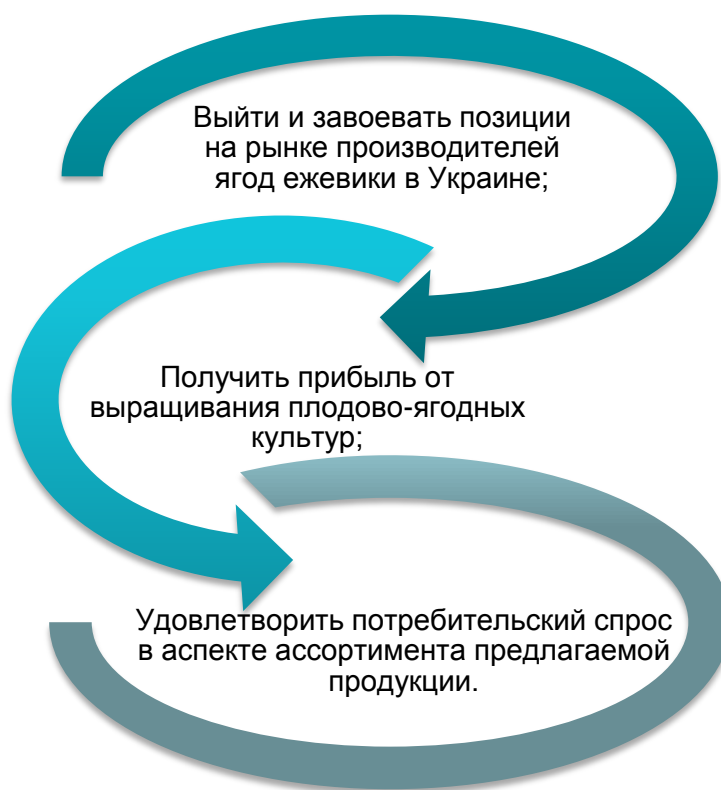 Выйти и завоевать позиции
на рынке производителей
ягод ежевики в Украине;
Получить прибыль от
выращивания плодово-ягодных
культур;
Удовлетворить потребительский спрос
в аспекте ассортимента предлагаемой
продукции.